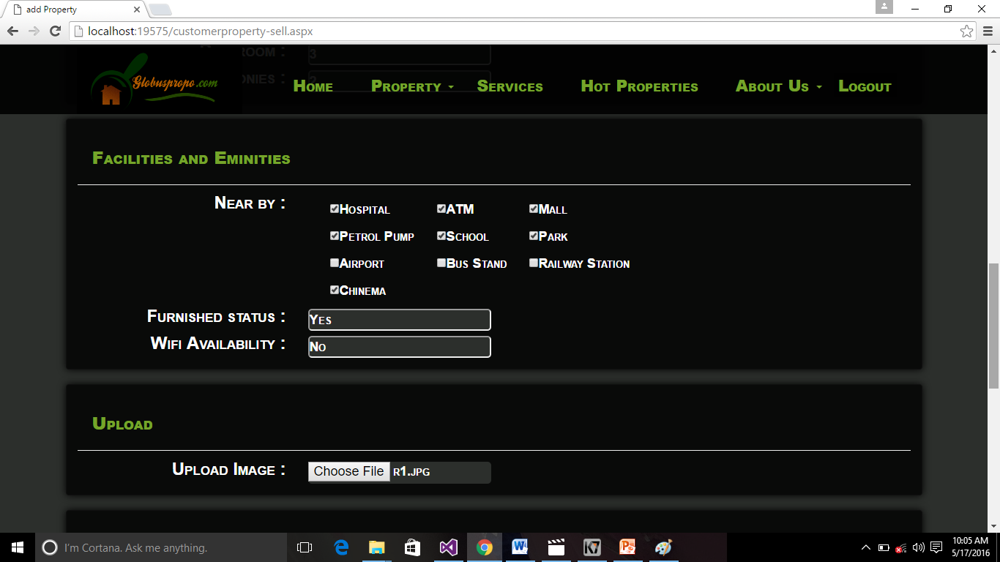 add Property
localhost:19575/customerproperty-sell.aspx
ROOM : 3
ONIES : 2
Globuspropo.com
Home Property Services Hot Properties About Us Logout
Facilities and Eminities
Near by : Hospital ATM Mall
Petrol Pump School Park
Airport Bus Stand Railway Station
Chinema
Furnished status : Yes
Wifi Availability : No
Upload
Upload Image : Choose File r1.jpg
I'm Cortana. Ask me anything.
10:05 AM
5/17/2016